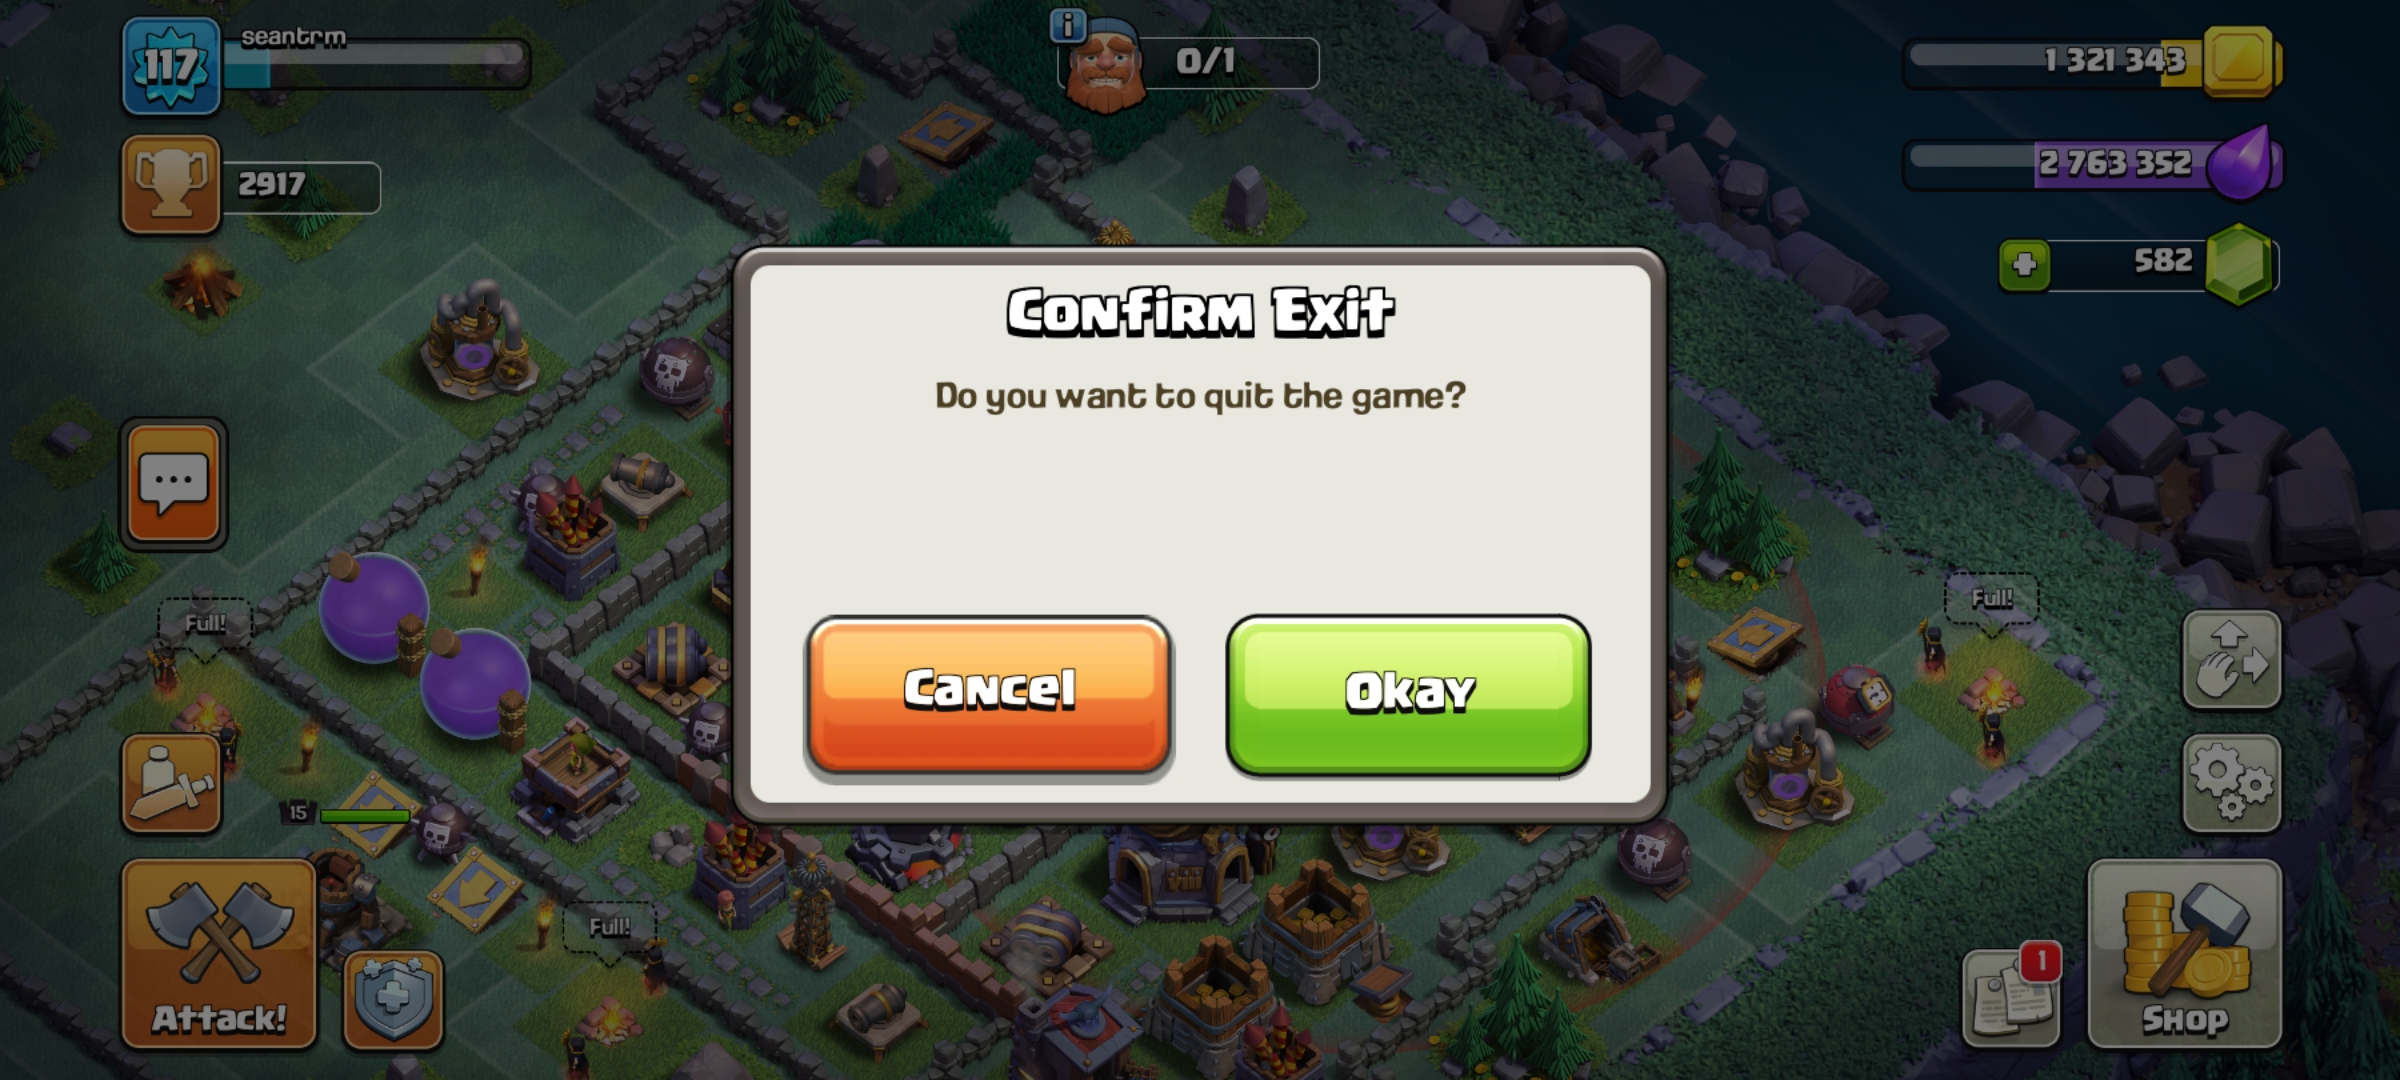 117
seantrm
i
0/1
1 321 343
2917
2 763 352
582
Confirm Exit
Do you want to quit the game?
Full!
Full!
Cancel
Okay
15
Full!
1
Attack!
Shop